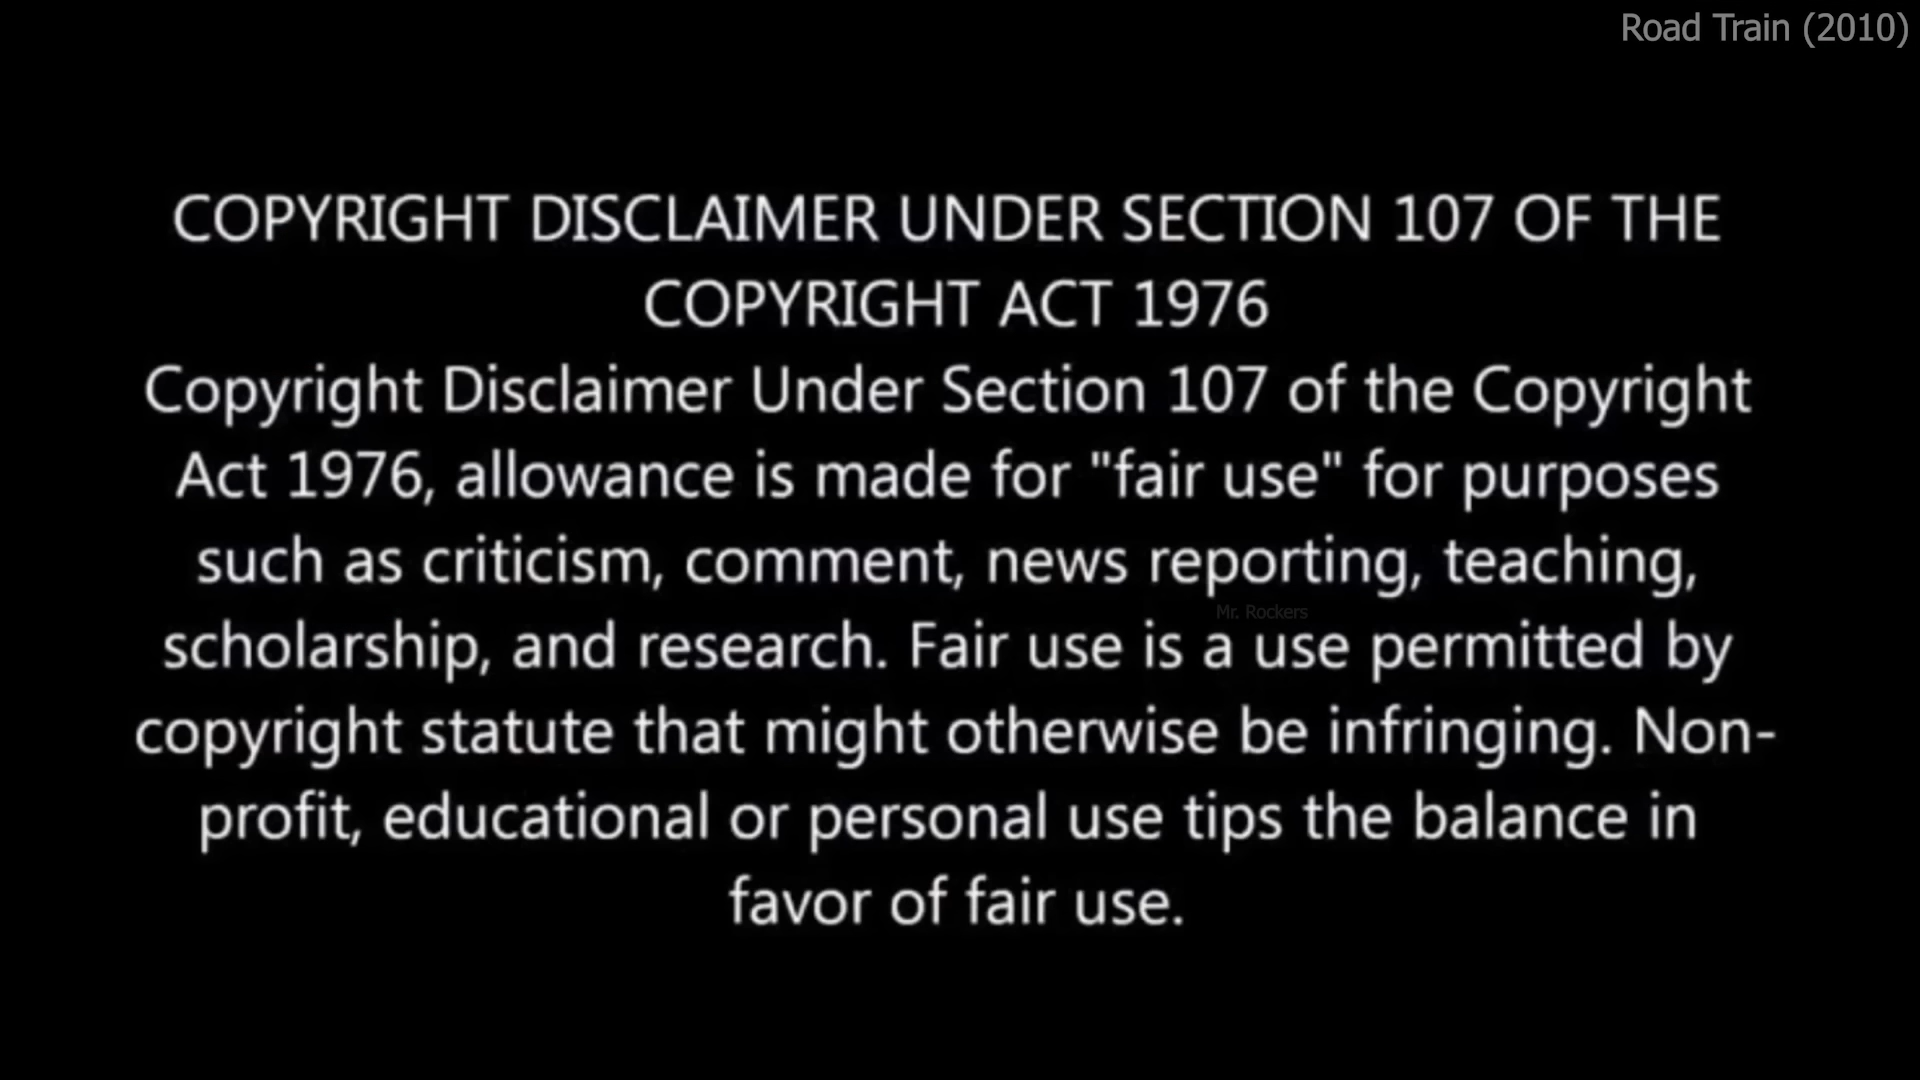 Road Train (2010)
COPYRIGHT DISCLAIMER UNDER SECTION 107 OF THE
COPYRIGHT ACT 1976
Copyright Disclaimer Under Section 107 of the Copyright
Act 1976, allowance is made for "fair use" for purposes
such as criticism, comment, news reporting, teaching,
Mr. Rockers
scholarship, and research. Fair use is a use permitted by
copyright statute that might otherwise be infringing. Non-
profit, educational or personal use tips the balance in
favor of fair use.